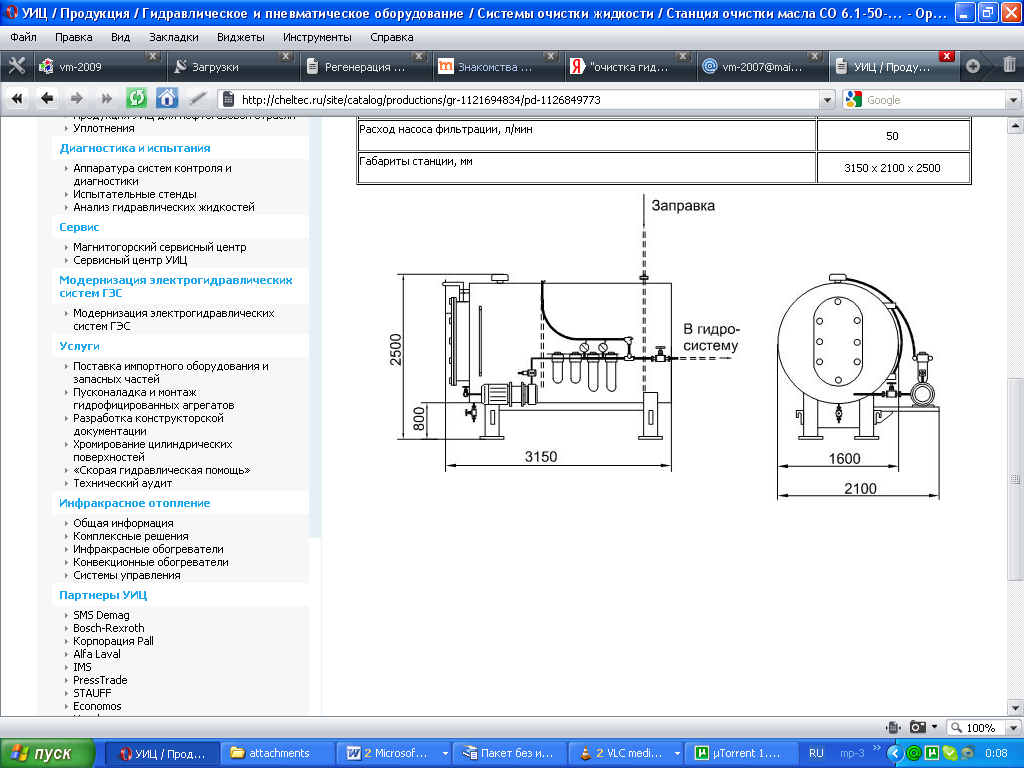 УИЦ / Продукция / Гидравлическое и пневматическое оборудование / Системы очистки жидкости / Станция очистки масла СО 6.1-50-... - Op...
Файл Правка Вид Закладки Виджеты Инструменты Справка
vm-2009 Загрузки Регенерация ... Знакомства ... "очистка гид... vm-2007@mai... УИЦ / Проду...
http://cheltec.ru/site/catalog/productions/gr-1121694834/pd-1126849773 Google
Продукция УИЦ для нефтегазовой отрасли
Уплотнения
Диагностика и испытания
Аппаратура систем контроля и
диагностики
Испытательные стенды
Анализ гидравлических жидкостей
Сервис
Магнитогорский сервисный центр
Сервисный центр УИЦ
Модернизация электрогидравлических
систем ГЭС
Модернизация электрогидравлических
систем ГЭС
Услуги
Поставка импортного оборудования и
запасных частей
Пусконаладка и монтаж
гидрофицированных агрегатов
Разработка конструкторской
документации
Хромирование цилиндрических
поверхностей
«Скорая гидравлическая помощь»
Технический аудит
Инфракрасное отопление
Общая информация
Комплексные решения
Инфракрасные обогреватели
Конвекционные обогреватели
Системы управления
Партнеры УИЦ
SMS Demag
Bosch-Rexroth
Корпорация Pall
Alfa Laval
IMS
PressTrade
STAUFF
Economos
Расход насоса фильтрации, л/мин 50
Габариты станции, мм 3150 x 2100 x 2500
Заправка
В гидро-
систему
2500
800
3150
1600
2100
100%
пуск УИЦ / Прод... attachments 2 Microsof... Пакет без и... 2 VLC medi... µTorrent 1.... RU mp-3 » 0:08